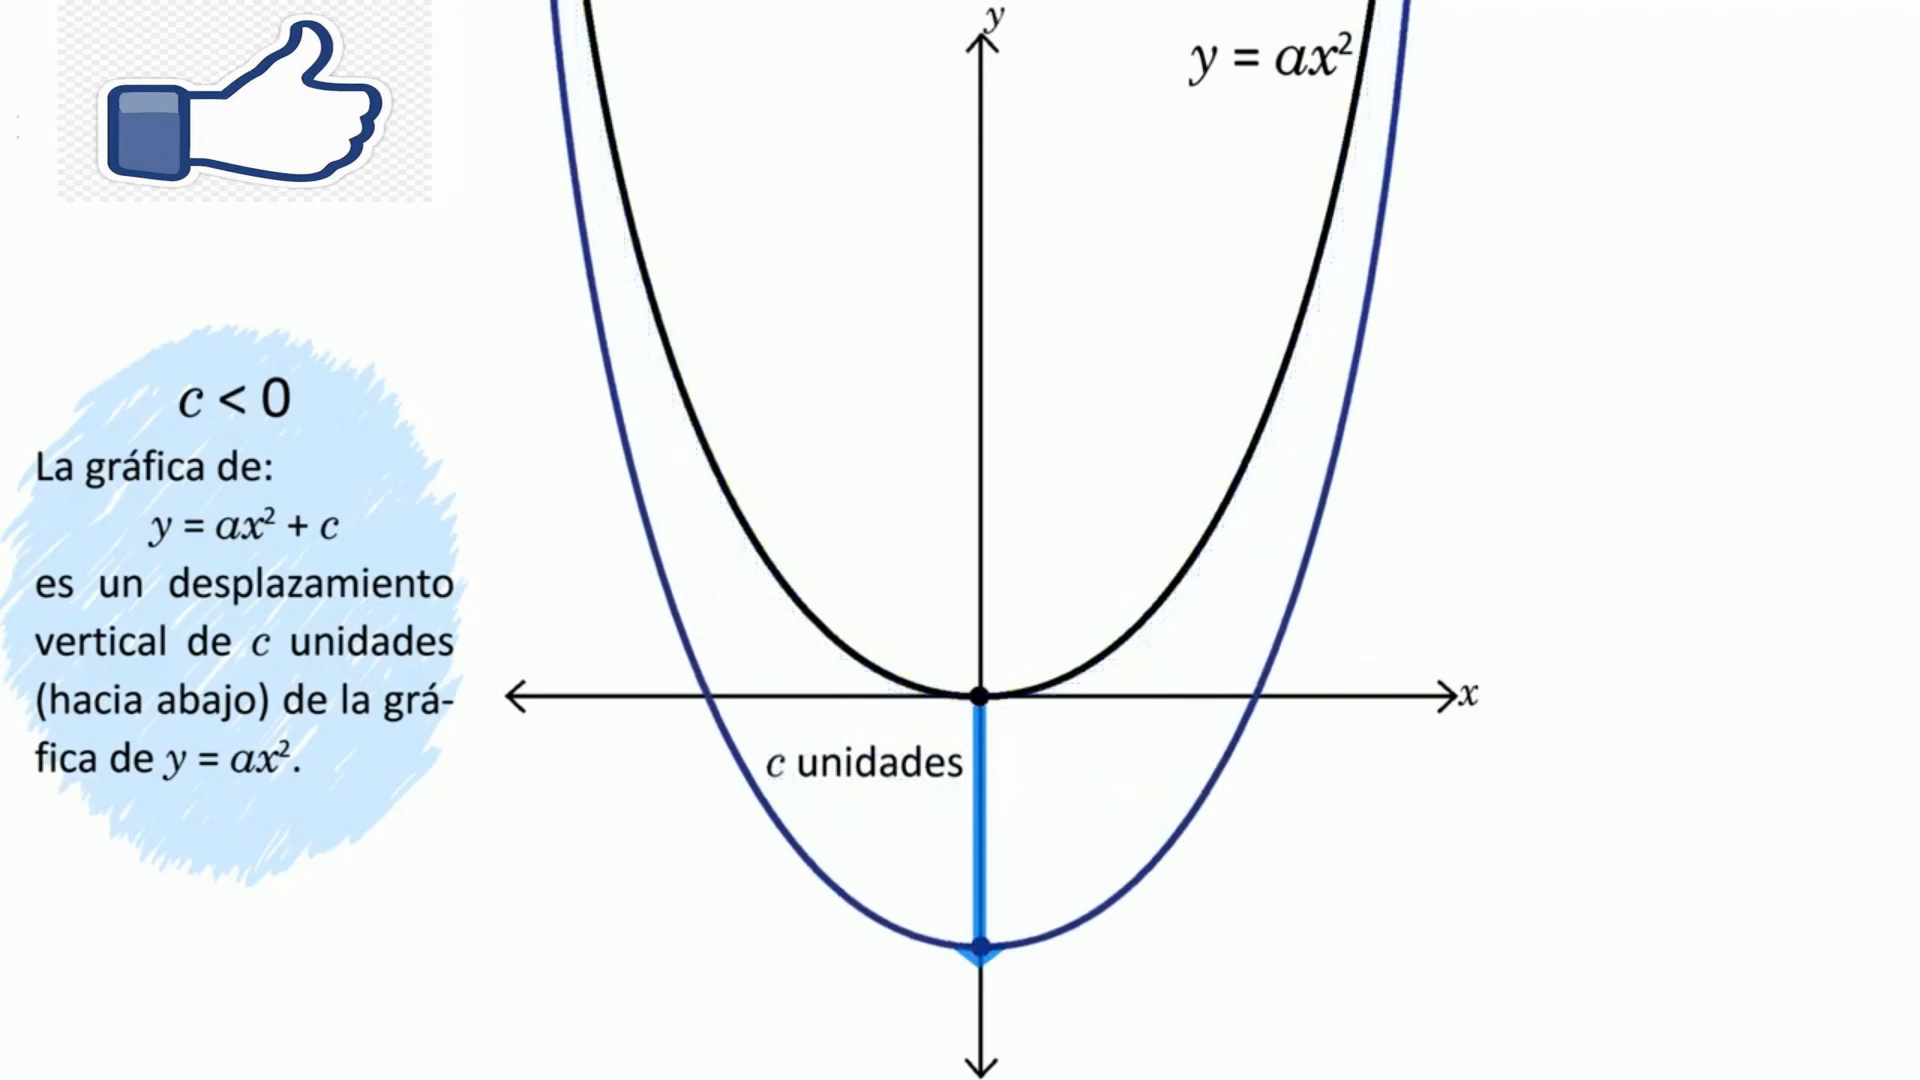 y
y = ax²
c < 0
La gráfica de:
y = ax² + c
es un desplazamiento
vertical de c unidades
(hacia abajo) de la grá-
fica de y = ax².
x
c unidades